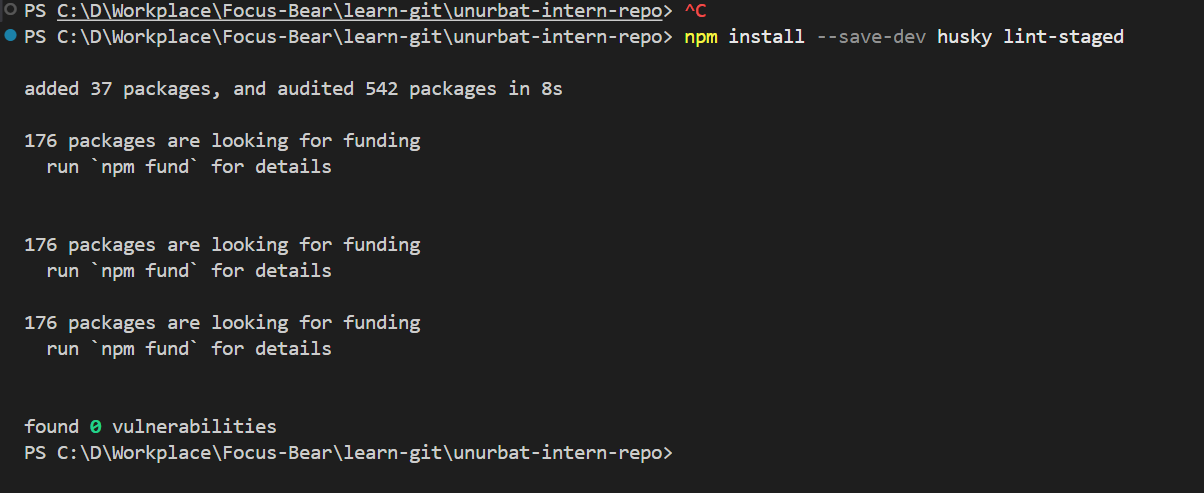 PS C:\D\Workplace\Focus-Bear\learn-git\unurbat-intern-repo> ^C
PS C:\D\Workplace\Focus-Bear\learn-git\unurbat-intern-repo> npm install --save-dev husky lint-staged
added 37 packages, and audited 542 packages in 8s
176 packages are looking for funding
run `npm fund` for details
176 packages are looking for funding
run `npm fund` for details
176 packages are looking for funding
run `npm fund` for details
found 0 vulnerabilities
PS C:\D\Workplace\Focus-Bear\learn-git\unurbat-intern-repo>